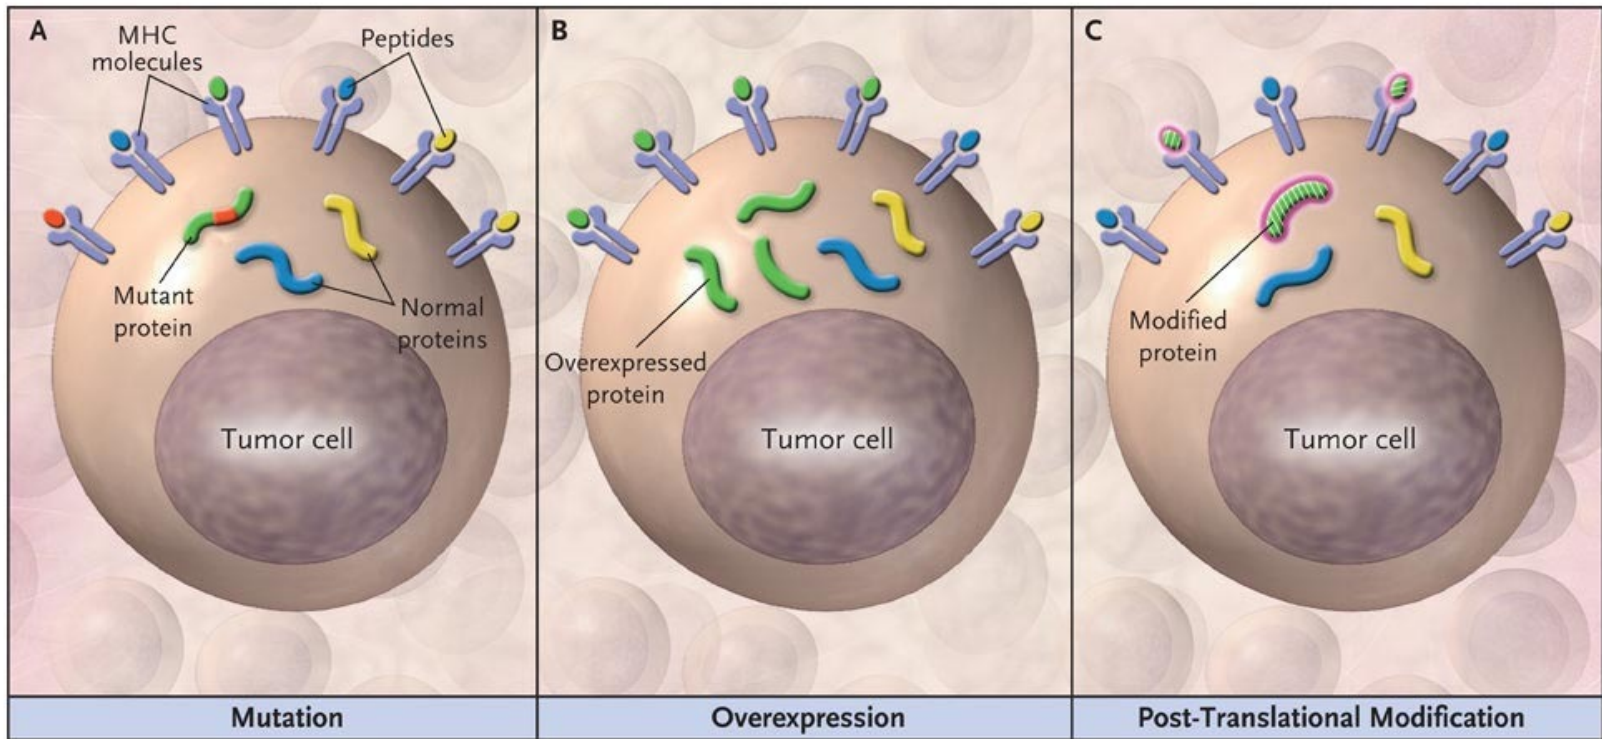 A
MHC
molecules
Peptides
Mutant
protein
Normal
proteins
Tumor cell
Mutation
B
Overexpressed
protein
Tumor cell
Overexpression
C
Modified
protein
Tumor cell
Post-Translational Modification